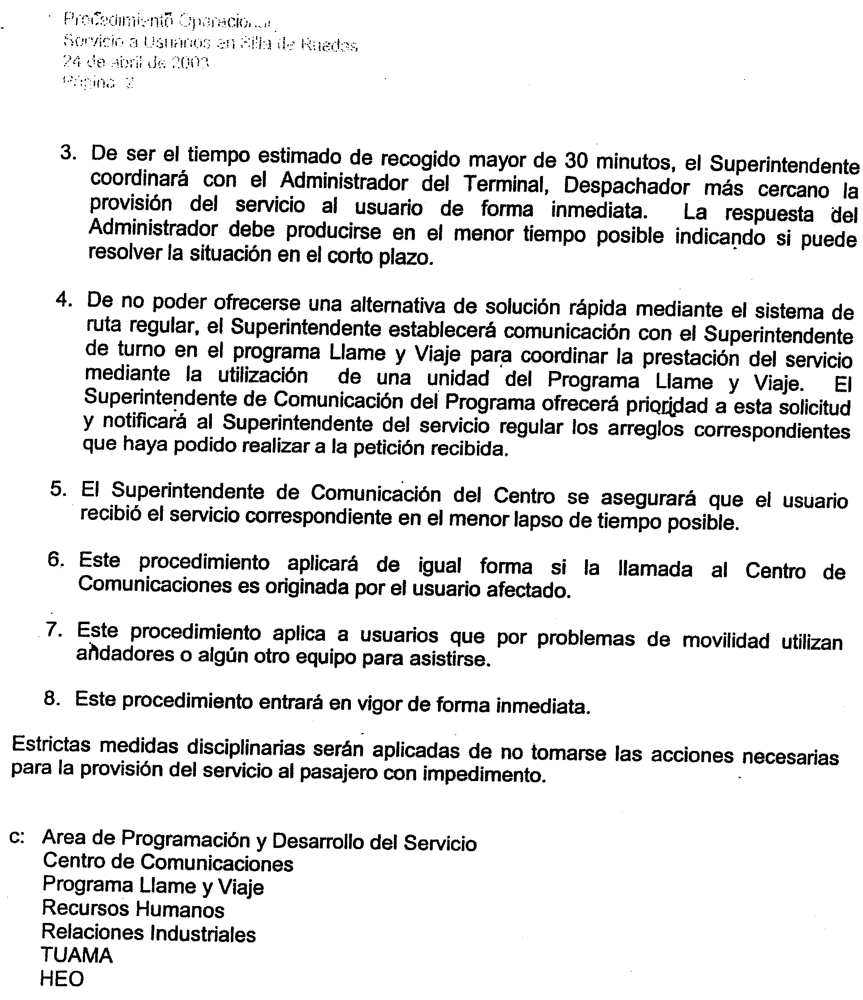 Procedimiento Operacional
Servicio a Usuarios en Silla de Ruedas
24 de abril de 2003
Página 2
3. De ser el tiempo estimado de recogido mayor de 30 minutos, el Superintendente
coordinará con el Administrador del Terminal, Despachador más cercano la
provisión del servicio al usuario de forma inmediata. La respuesta del
Administrador debe producirse en el menor tiempo posible indicando si puede
resolver la situación en el corto plazo.
4. De no poder ofrecerse una alternativa de solución rápida mediante el sistema de
ruta regular, el Superintendente establecerá comunicación con el Superintendente
de turno en el programa Llame y Viaje para coordinar la prestación del servicio
mediante la utilización de una unidad del Programa Llame y Viaje. El
Superintendente de Comunicación del Programa ofrecerá prioridad a esta solicitud
y notificará al Superintendente del servicio regular los arreglos correspondientes
que haya podido realizar a la petición recibida.
5. El Superintendente de Comunicación del Centro se asegurará que el usuario
recibió el servicio correspondiente en el menor lapso de tiempo posible.
6. Este procedimiento aplicará de igual forma si la llamada al Centro de
Comunicaciones es originada por el usuario afectado.
7. Este procedimiento aplica a usuarios que por problemas de movilidad utilizan
andadores o algún otro equipo para asistirse.
8. Este procedimiento entrará en vigor de forma inmediata.
Estrictas medidas disciplinarias serán aplicadas de no tomarse las acciones necesarias
para la provisión del servicio al pasajero con impedimento.
c: Area de Programación y Desarrollo del Servicio
Centro de Comunicaciones
Programa Llame y Viaje
Recursos Humanos
Relaciones Industriales
TUAMA
HEO